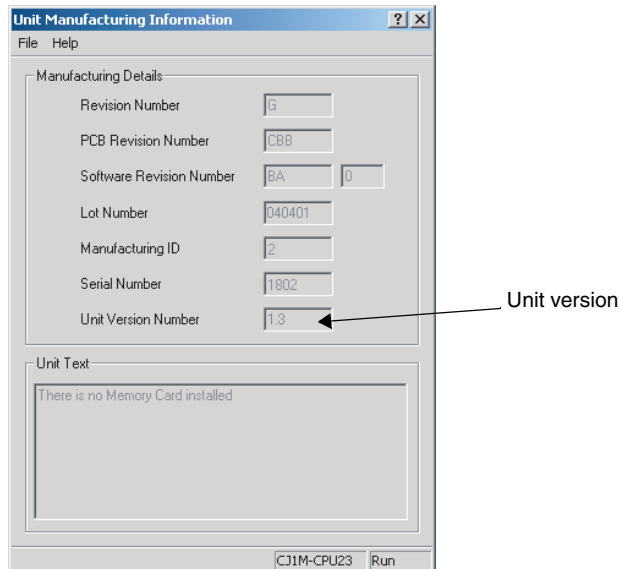 Unit Manufacturing Information
File Help
Manufacturing Details
Revision Number G
PCB Revision Number CBB
Software Revision Number BA 0
Lot Number 040401
Manufacturing ID 2
Serial Number 1802
Unit Version Number 1.3
Unit version
Unit Text
There is no Memory Card installed
CJ1M-CPU23 Run